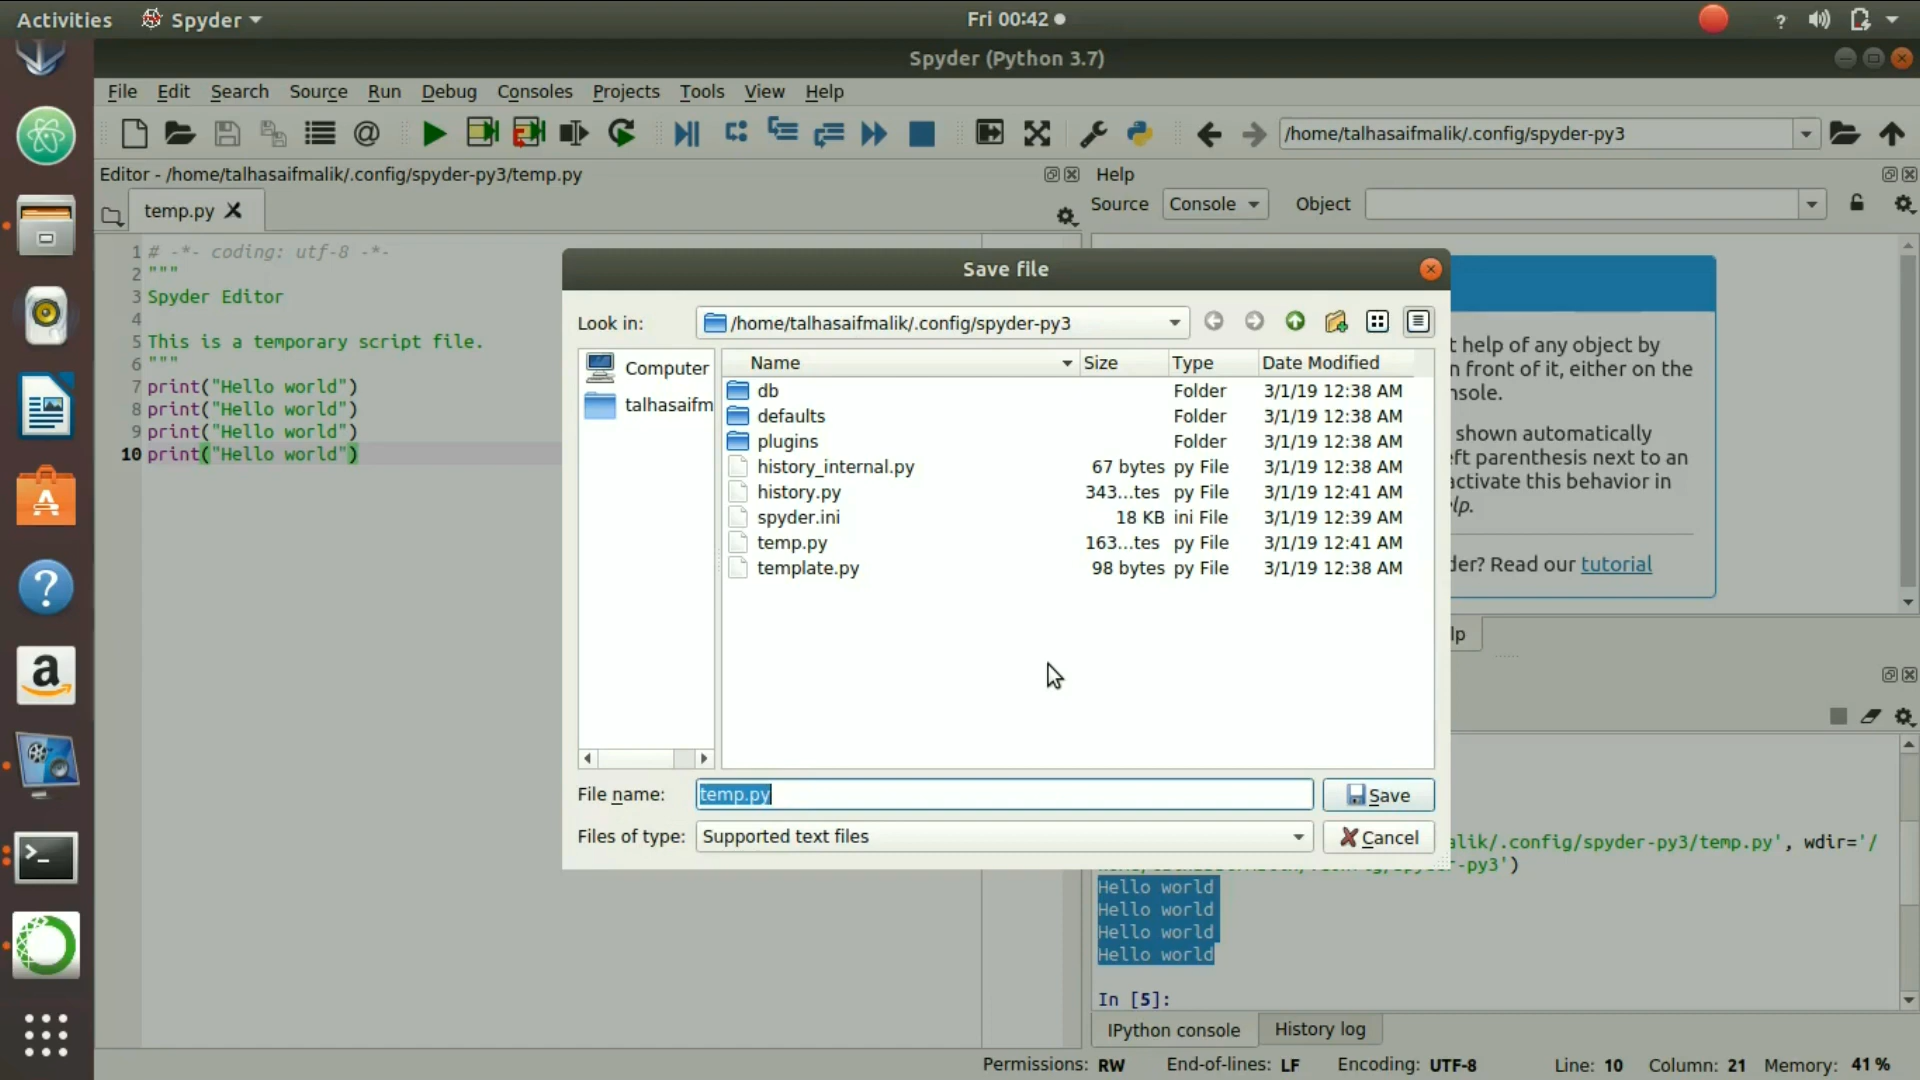 Activities Spyder Fri 00:42 ?
Spyder (Python 3.7)
File Edit Search Source Run Debug Consoles Projects Tools View Help
/home/talhasaifmalik/.config/spyder-py3
Editor - /home/talhasaifmalik/.config/spyder-py3/temp.py
Help
temp.py
Source Console Object
1 # -*- coding: utf-8 -*-
2 """
3 Spyder Editor
4
5 This is a temporary script file.
6 """
7 print("Hello world")
8 print("Hello world")
9 print("Hello world")
10 print("Hello world")
Save file
Look in: /home/talhasaifmalik/.config/spyder-py3
Computer
talhasaifm
Name Size Type Date Modified
db Folder 3/1/19 12:38 AM
defaults Folder 3/1/19 12:38 AM
plugins Folder 3/1/19 12:38 AM
history_internal.py 67 bytes py File 3/1/19 12:38 AM
history.py 343...tes py File 3/1/19 12:41 AM
spyder.ini 18 KB ini File 3/1/19 12:39 AM
temp.py 163...tes py File 3/1/19 12:41 AM
template.py 98 bytes py File 3/1/19 12:38 AM
File name: temp.py Save
Files of type: Supported text files Cancel
t help of any object by
n front of it, either on the
nsole.
shown automatically
eft parenthesis next to an
activate this behavior in
lp.
der? Read our tutorial
lp
alik/.config/spyder-py3/temp.py', wdir='/
r-py3')
Hello world
Hello world
Hello world
Hello world
In [5]:
IPython console History log
Permissions: RW End-of-lines: LF Encoding: UTF-8 Line: 10 Column: 21 Memory: 41 %